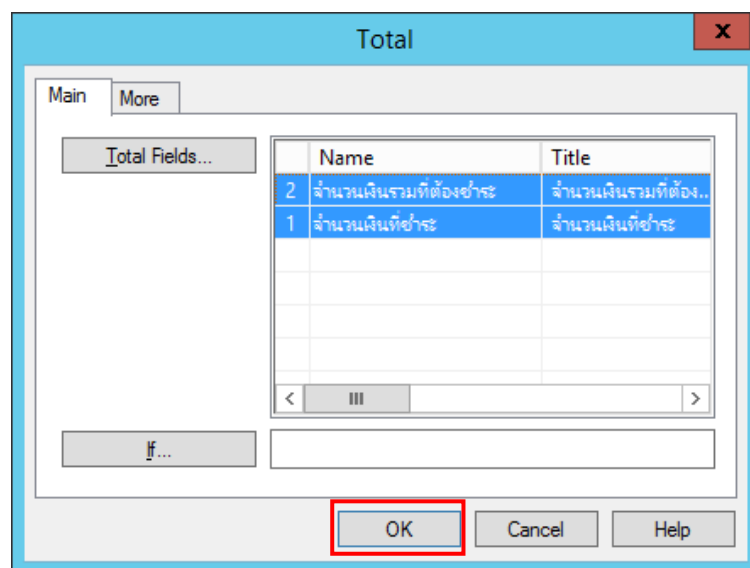 Total
x
Main More
Total Fields...
Name Title
2 จำนวนเงินรวมที่ต้องชำระ จำนวนเงินรวมที่ต้อง..
1 จำนวนเงินที่ชำระ จำนวนเงินที่ชำระ
If...
OK Cancel Help